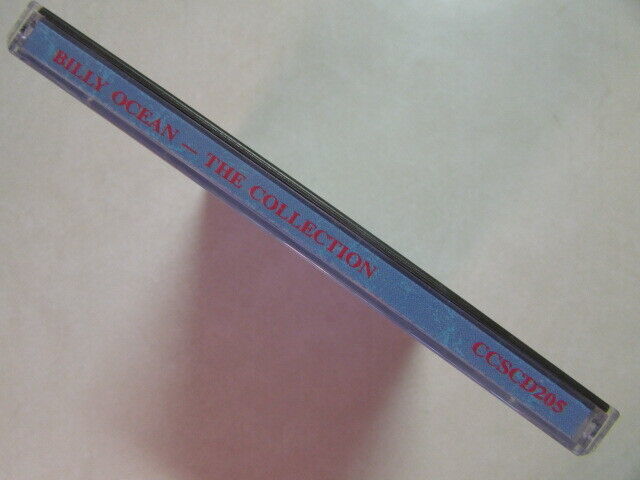 BILLY OCEAN — THE COLLECTION CCSCD205